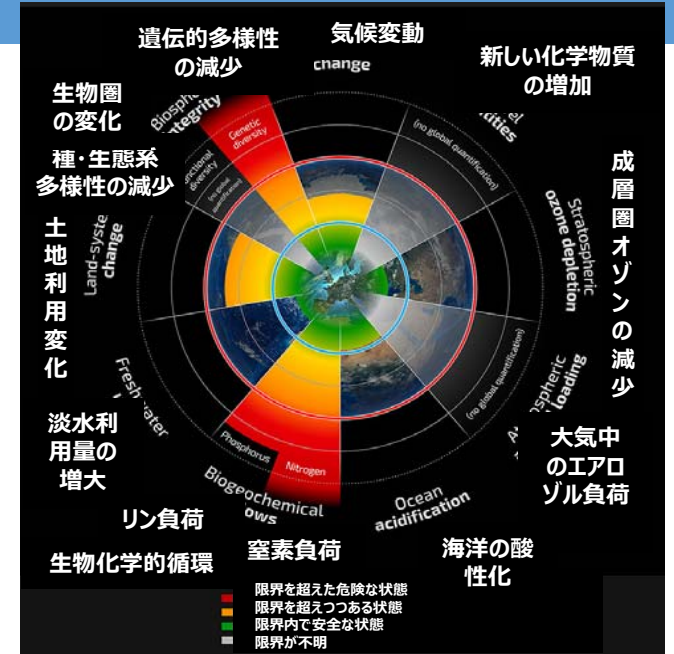 遺伝的多様性
の減少
気候変動
change
新しい化学物質
の増加
生物圏
の変化
Genetic
diversity
(no global quantification)
種・生態系
多様性の減少
(no global
quantification)
成層圏オゾンの減少
Stratospheric
ozone depletion
土地利用変化
change
(no global quantification)
loading
淡水利
用量の
増大
Phosphorus
Nitrogen
Biogeochemical
大気中
のエアロ
ゾル負荷
Ocean
acidification
リン負荷
窒素負荷
海洋の酸
性化
生物化学的循環
限界を超えた危険な状態
限界を超えつつある状態
限界内で安全な状態
限界が不明